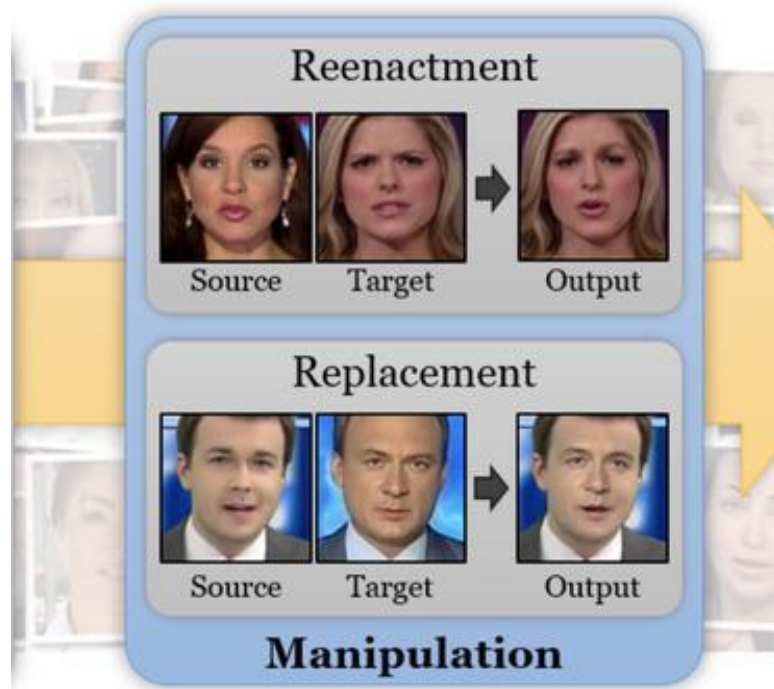 Reenactment
Source Target Output
Replacement
Source Target Output
Manipulation